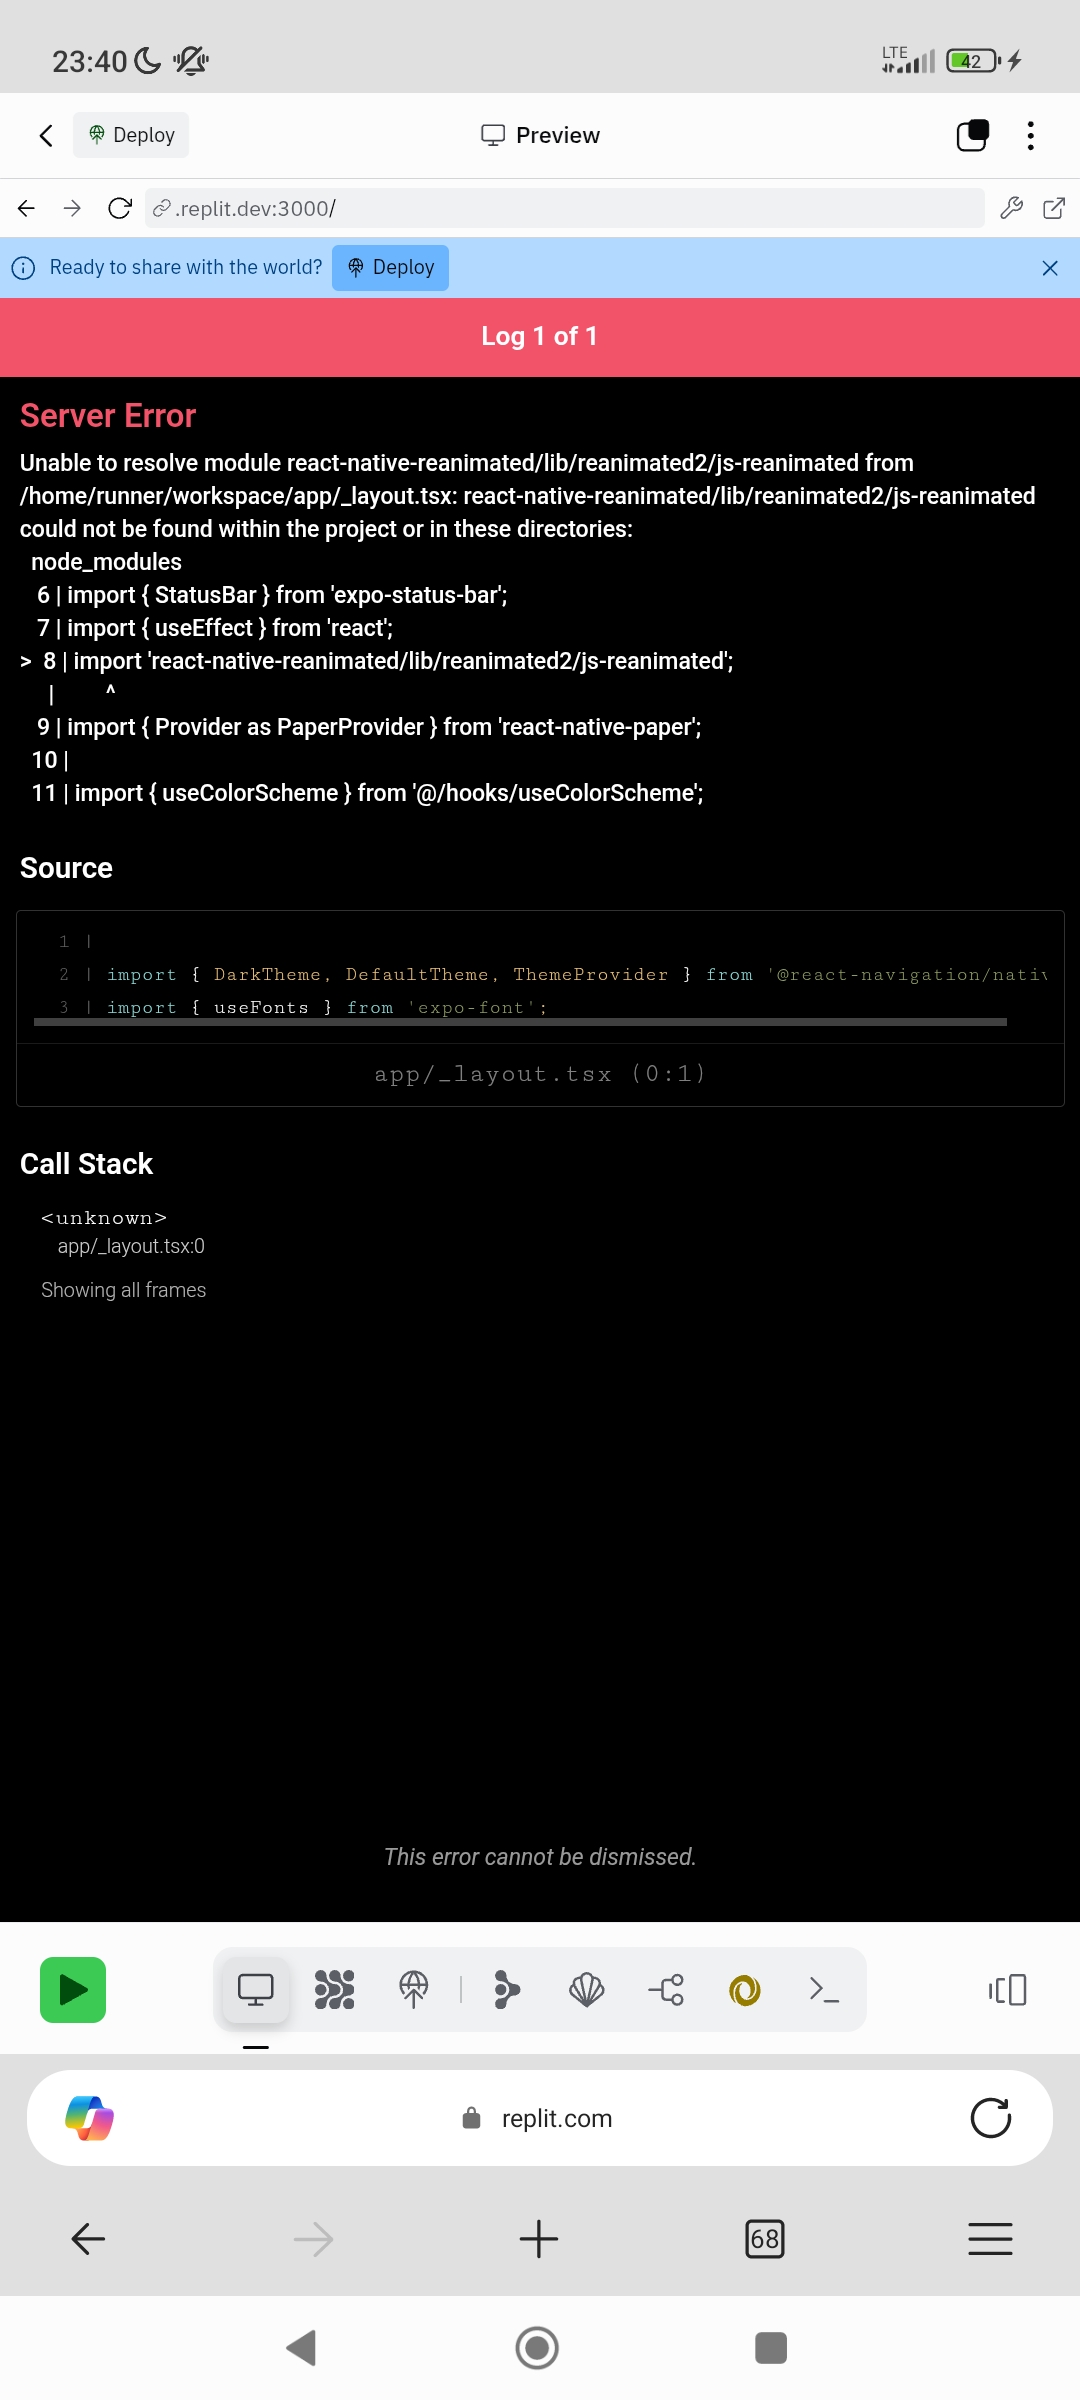 23:40
LTE
42
Deploy
Preview
.replit.dev:3000/
Ready to share with the world?
Deploy
Log 1 of 1
Server Error
Unable to resolve module react-native-reanimated/lib/reanimated2/js-reanimated from
/home/runner/workspace/app/_layout.tsx: react-native-reanimated/lib/reanimated2/js-reanimated
could not be found within the project or in these directories:
node_modules
6 | import { StatusBar } from 'expo-status-bar';
7 | import { useEffect } from 'react';
> 8 | import 'react-native-reanimated/lib/reanimated2/js-reanimated';
| ^
9 | import { Provider as PaperProvider } from 'react-native-paper';
10 |
11 | import { useColorScheme } from '@/hooks/useColorScheme';
Source
1 |
2 | import { DarkTheme, DefaultTheme, ThemeProvider } from '@react-navigation/nativ
3 | import { useFonts } from 'expo-font';
app/_layout.tsx (0:1)
Call Stack
<unknown>
app/_layout.tsx:0
Showing all frames
This error cannot be dismissed.
replit.com
68